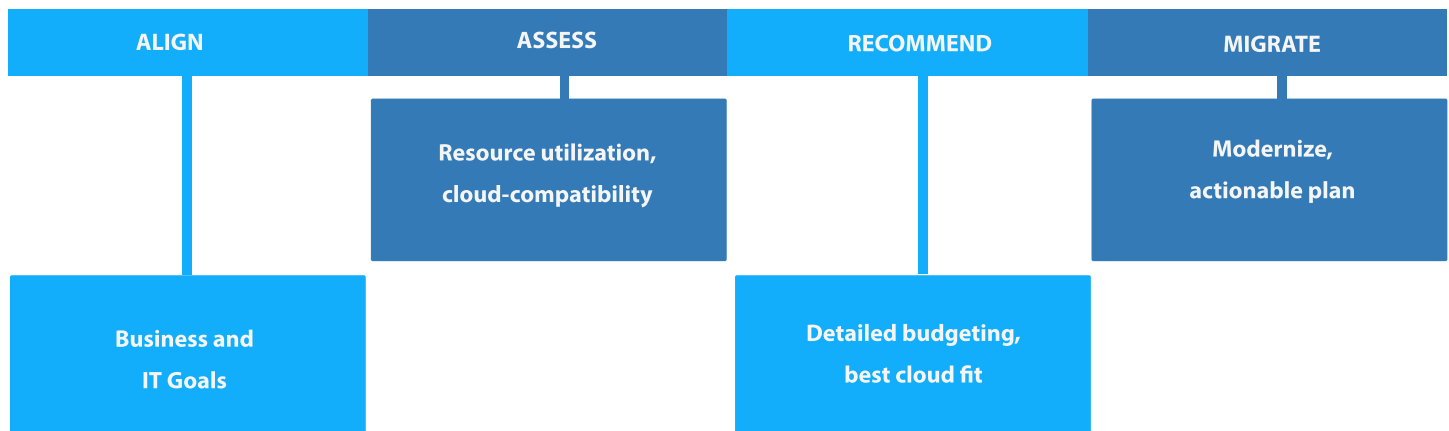 ALIGN
ASSESS
RECOMMEND
MIGRATE
Resource utilization,
cloud-compatibility
Modernize,
actionable plan
Business and
IT Goals
Detailed budgeting,
best cloud fit